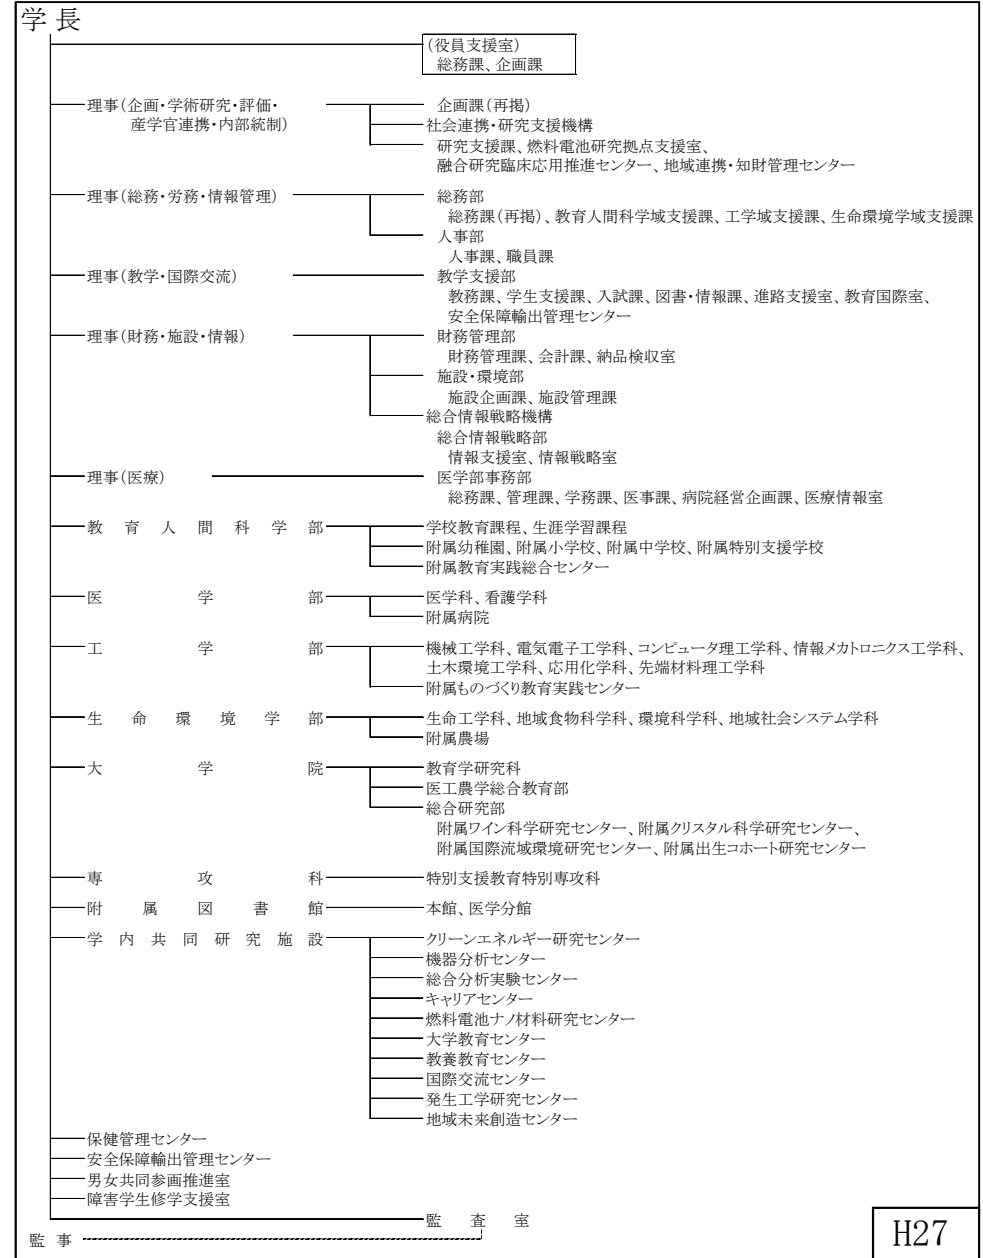 学長
(役員支援室)
総務課、企画課
理事(企画・学術研究・評価・
産学官連携・内部統制)
企画課(再掲)
社会連携・研究支援機構
研究支援課、燃料電池研究拠点支援室、
融合研究臨床応用推進センター、地域連携・知財管理センター
理事(総務・労務・情報管理)
総務部
総務課(再掲)、教育人間科学域支援課、工学域支援課、生命環境学域支援課
人事部
人事課、職員課
理事(教学・国際交流)
教学支援部
教務課、学生支援課、入試課、図書・情報課、進路支援室、教育国際室、
安全保障輸出管理センター
理事(財務・施設・情報)
財務管理部
財務管理課、会計課、納品検収室
施設・環境部
施設企画課、施設管理課
総合情報戦略機構
総合情報戦略部
情報支援室、情報戦略室
理事(医療)
医学部事務部
総務課、管理課、学務課、医事課、病院経営企画課、医療情報室
教育人間科学部
学校教育課程、生涯学習課程
附属幼稚園、附属小学校、附属中学校、附属特別支援学校
附属教育実践総合センター
医学部
医学科、看護学科
附属病院
工学部
機械工学科、電気電子工学科、コンピュータ理工学科、情報メカトロニクス工学科、
土木環境工学科、応用化学科、先端材料理工学科
附属ものづくり教育実践センター
生命環境学部
生命工学科、地域食物科学科、環境科学科、地域社会システム学科
附属農場
大学院
教育学研究科
医工農学総合教育部
総合研究部
附属ワイン科学研究センター、附属クリスタル科学研究センター、
附属国際流域環境研究センター、附属出生コホート研究センター
専攻科
特別支援教育特別専攻科
附属図書館
本館、医学分館
学内共同研究施設
クリーンエネルギー研究センター
機器分析センター
総合分析実験センター
キャリアセンター
燃料電池ナノ材料研究センター
大学教育センター
教養教育センター
国際交流センター
発生工学研究センター
地域未来創造センター
保健管理センター
安全保障輸出管理センター
男女共同参画推進室
障害学生修学支援室
監査室
監事
H27